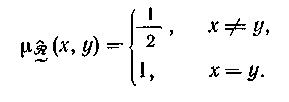 μ_ℛ̂ (x, y) = { 1/2 , x ≠ y,
1, x = y.